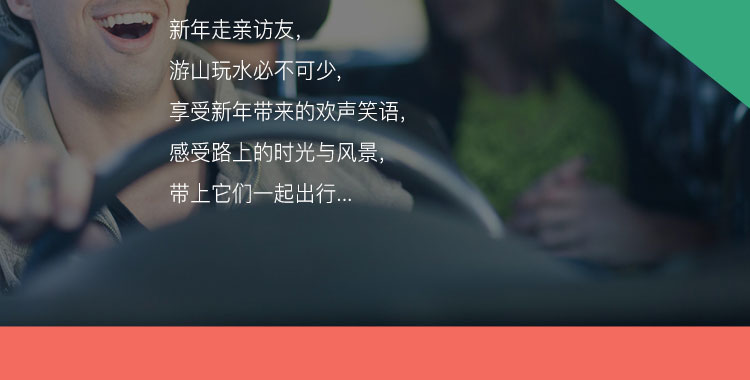 新年走亲访友,
游山玩水必不可少,
享受新年带来的欢声笑语,
感受路上的时光与风景,
带上它们一起出行...